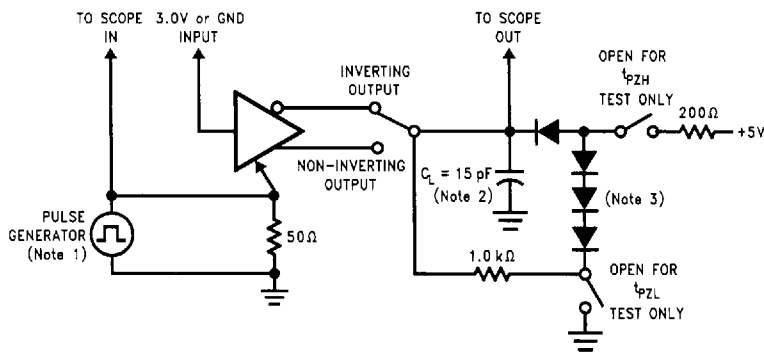 TO SCOPE
IN
3.0V or GND
INPUT
TO SCOPE
OUT
INVERTING
OUTPUT
NON-INVERTING
OUTPUT
OPEN FOR
tPZH
TEST ONLY
200Ω
+5V
CL = 15 pF
(Note 2)
(Note 3)
PULSE
GENERATOR
(Note 1)
50Ω
1.0 kΩ
OPEN FOR
tPZL
TEST ONLY